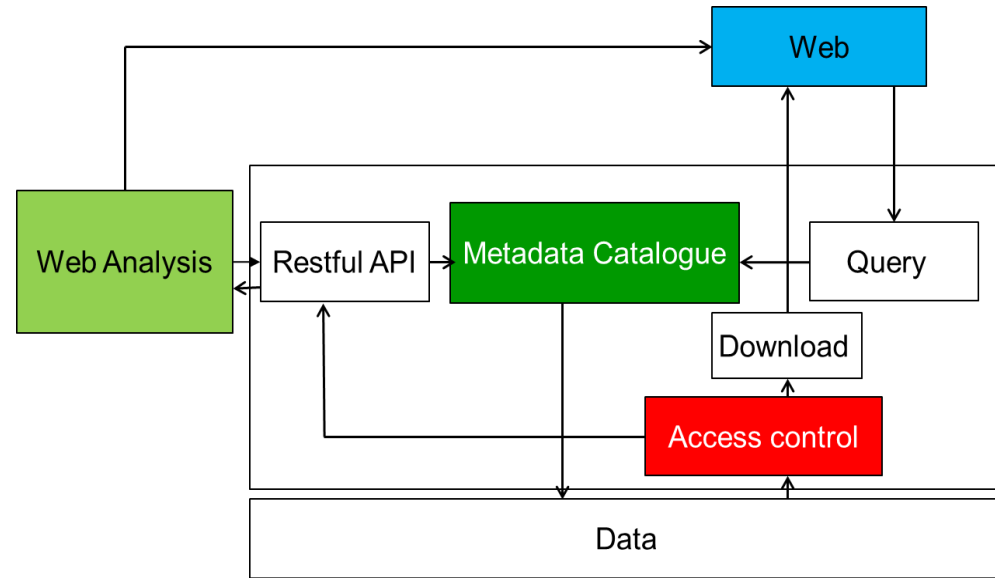 Web
Web Analysis
Restful API
Metadata Catalogue
Query
Download
Access control
Data